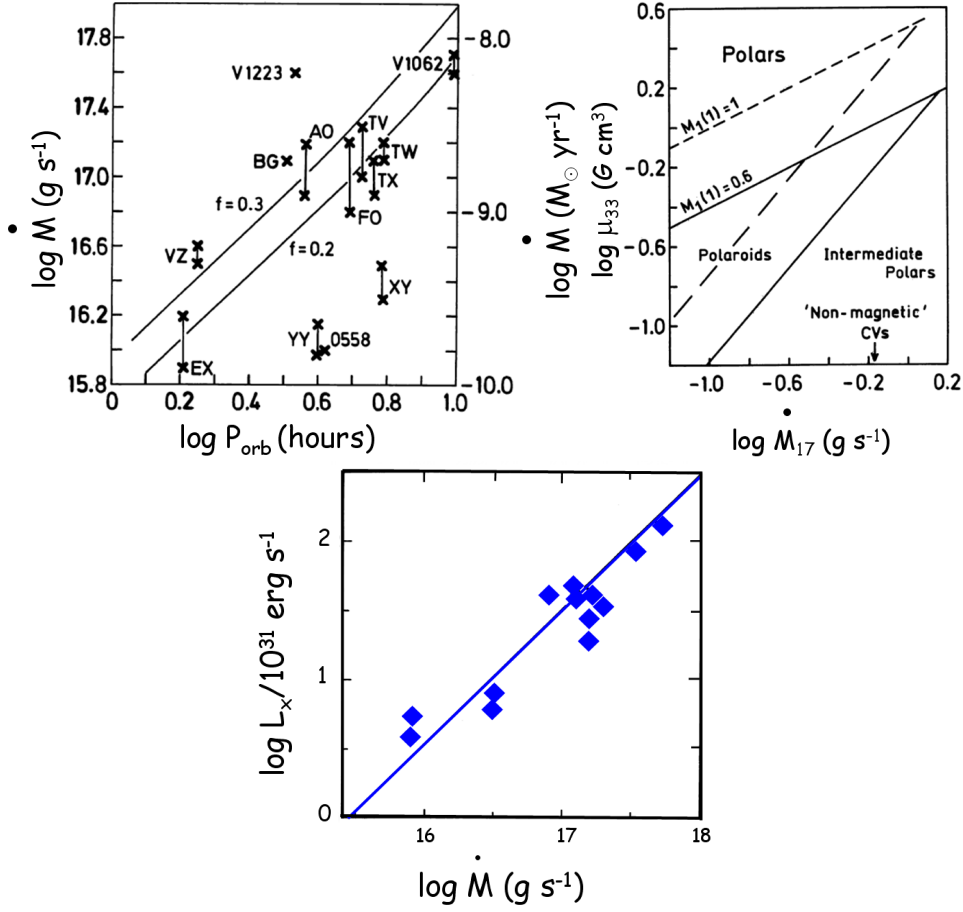 17.8
17.4
17.0
16.6
16.2
15.8
log Ṁ (g s⁻¹)
0
0.2
0.4
0.6
0.8
1.0
log P_orb (hours)
-8.0
-9.0
-10.0
log Ṁ (M☉ yr⁻¹)
V1223
V1062
AO
TV
BG
TW
TX
f = 0.3
FO
f = 0.2
VZ
XY
YY
0558
EX
0.6
0.2
-0.2
-0.6
-1.0
log μ₃₃ (G cm³)
-1.0
-0.6
-0.2
0.2
log Ṁ₁₇ (g s⁻¹)
Polars
M₁(1) = 1
M₁(1) = 0.6
Polaroids
Intermediate
Polars
'Non-magnetic'
CVs
2
1
0
log Lₓ/10³¹ erg s⁻¹
16
17
18
log Ṁ (g s⁻¹)